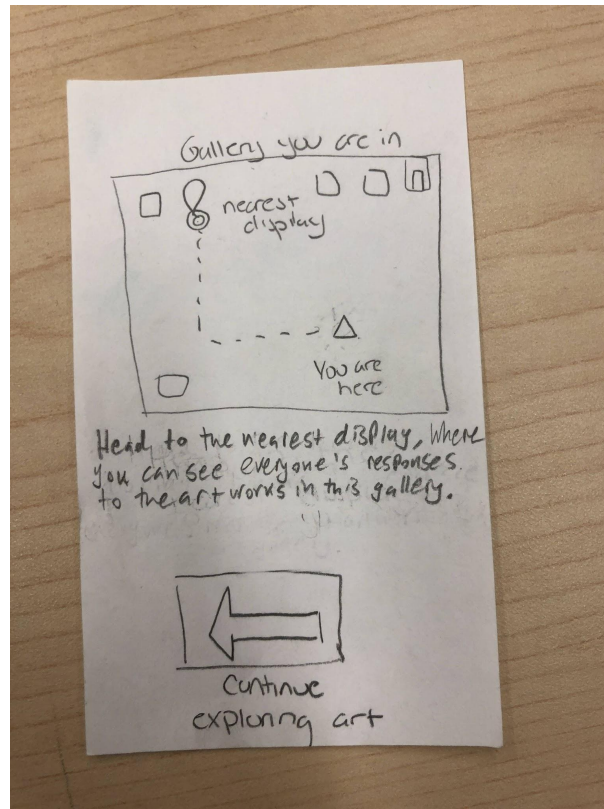 Gallery you are in
nearest
display
You are
here
Head to the nearest display, where
you can see everyone's responses
to the art works in this gallery.
Continue
exploring art